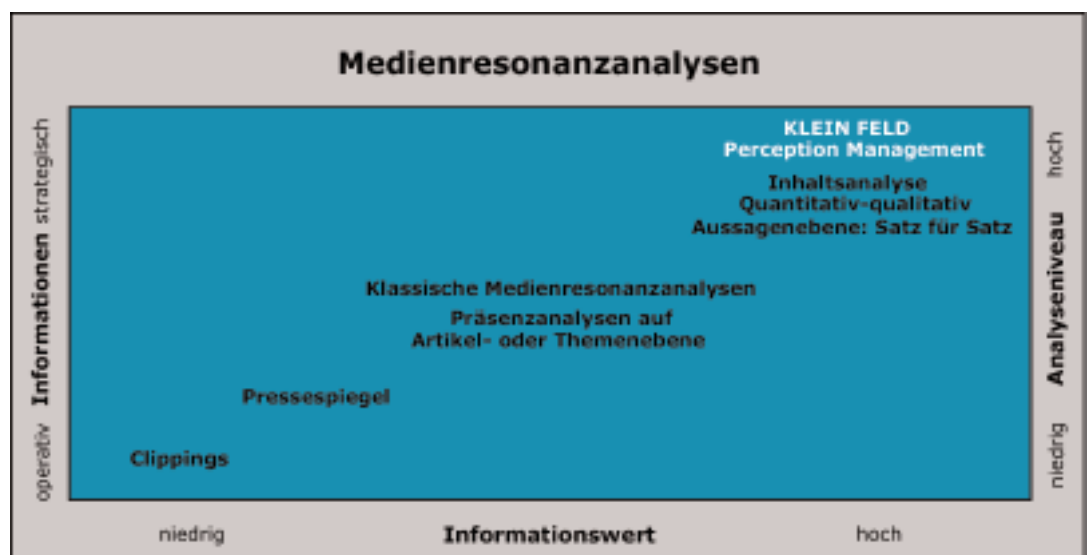 Medienresonanzanalysen
KLEIN FELD
Perception Management
Inhaltsanalyse
Quantitativ-qualitativ
Aussagenebene: Satz für Satz
Klassische Medienresonanzanalysen
Präsenzanalysen auf
Artikel- oder Themenebene
Pressespiegel
Clippings
operativ Informationen strategisch
niedrig Analyseniveau hoch
niedrig Informationswert hoch